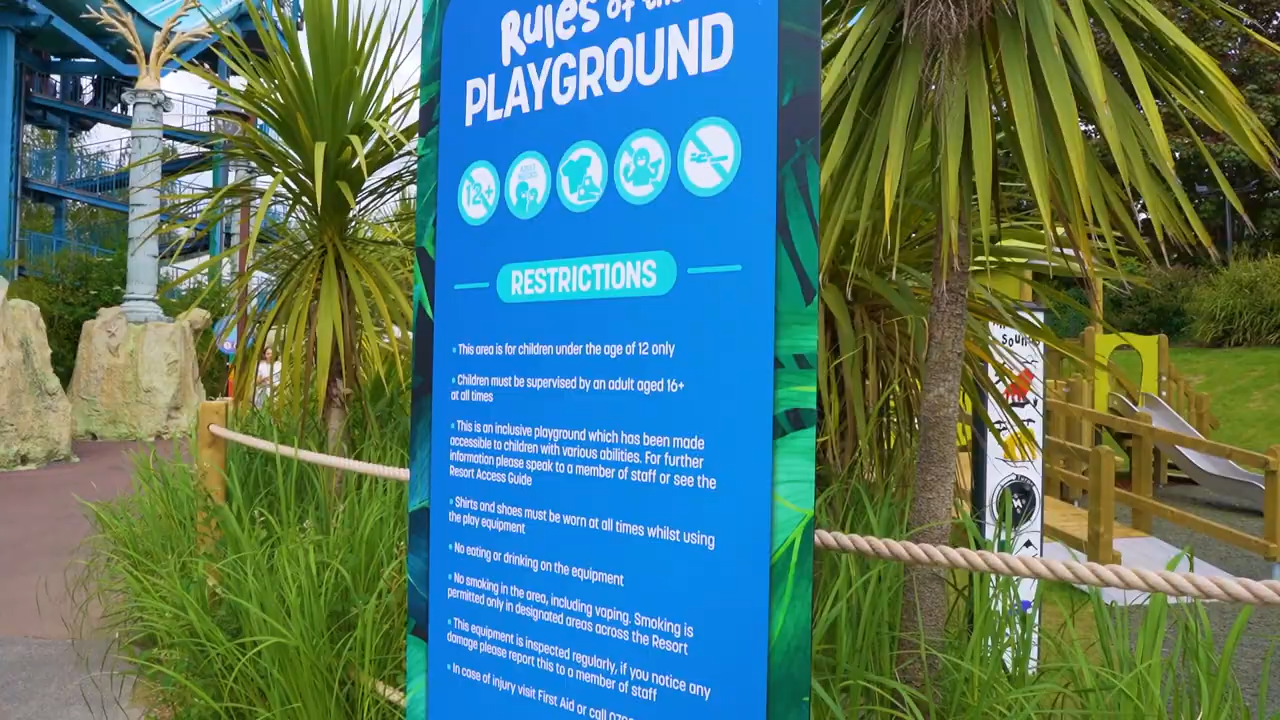 Rules of the
PLAYGROUND
12+
RESTRICTIONS
• This area is for children under the age of 12 only
• Children must be supervised by an adult aged 16+
at all times
• This is an inclusive playground which has been made
accessible to children with various abilities. For further
information please speak to a member of staff or see the
Resort Access Guide
• Shirts and shoes must be worn at all times whilst using
the play equipment
• No eating or drinking on the equipment
• No smoking in the area, including vaping. Smoking is
permitted only in designated areas across the Resort
• This equipment is inspected regularly, if you notice any
damage please report this to a member of staff
• In case of injury visit First Aid or call